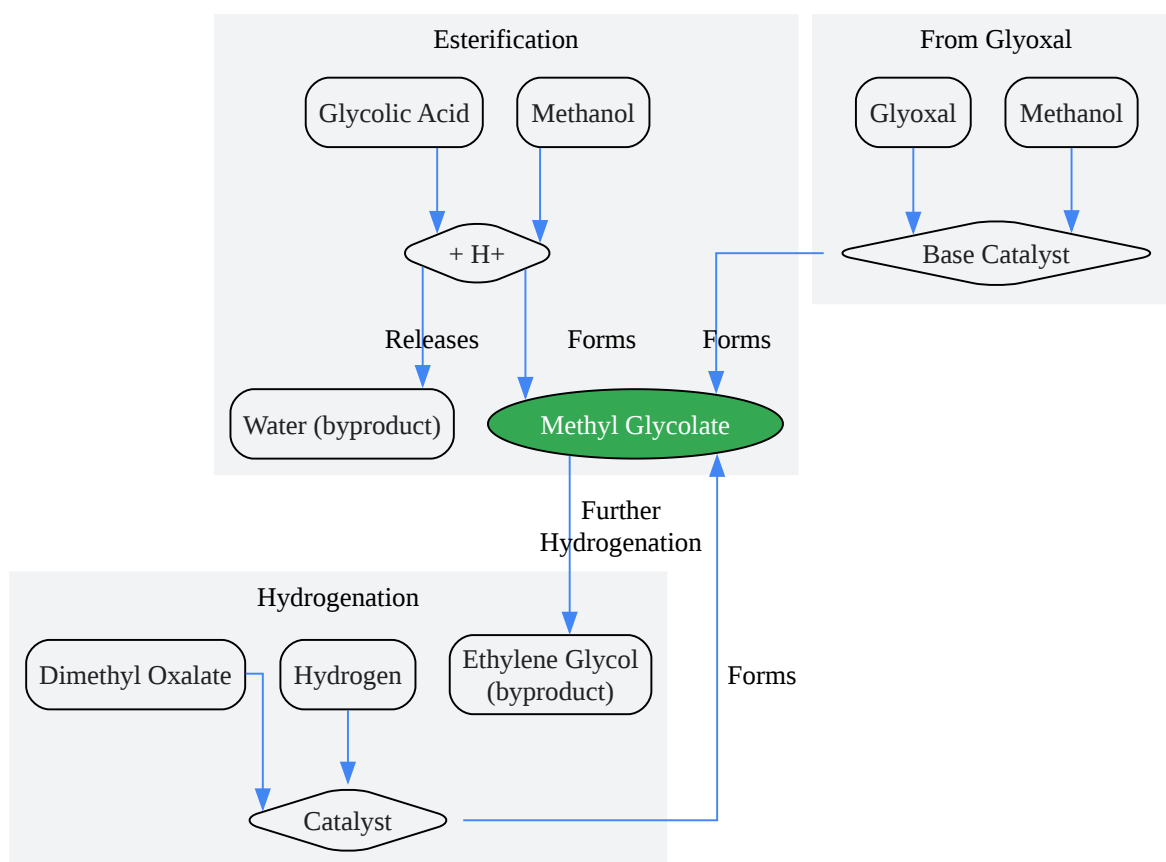 Esterification
From Glyoxal
Glycolic Acid
Methanol
Glyoxal
Methanol
+ H+
Base Catalyst
Releases
Forms
Forms
Water (byproduct)
Methyl Glycolate
Further
Hydrogenation
Hydrogenation
Dimethyl Oxalate
Hydrogen
Ethylene Glycol
(byproduct)
Forms
Catalyst